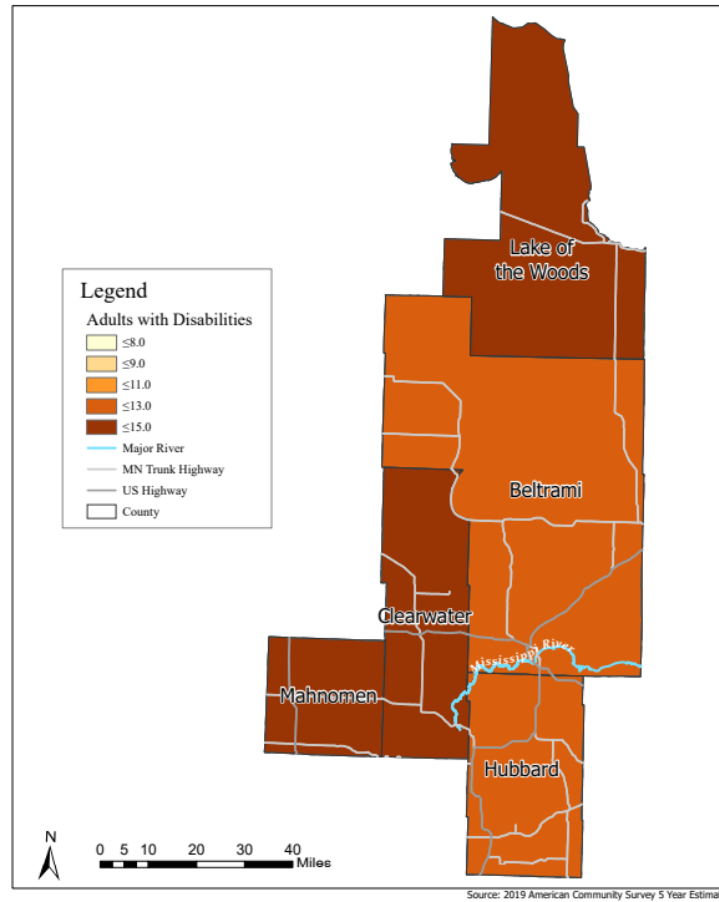 Lake of
the Woods
Legend
Adults with Disabilities
≤8.0
≤9.0
≤11.0
≤13.0
≤15.0
Major River
MN Trunk Highway
US Highway
County
Beltrami
Clearwater
Mississippi River
Mahnomen
Hubbard
N
0 5 10 20 30 40
Miles
Source: 2019 American Community Survey 5 Year Estimat